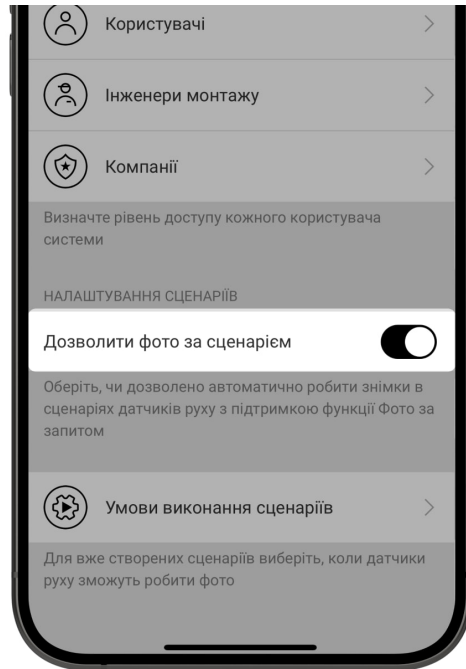 Користувачі
Інженери монтажу
Компанії
Визначте рівень доступу кожного користувача
системи
НАЛАШТУВАННЯ СЦЕНАРІЇВ
Дозволити фото за сценарієм
Оберіть, чи дозволено автоматично робити знімки в
сценаріях датчиків руху з підтримкою функції Фото за
запитом
Умови виконання сценаріїв
Для вже створених сценаріїв виберіть, коли датчики
руху зможуть робити фото